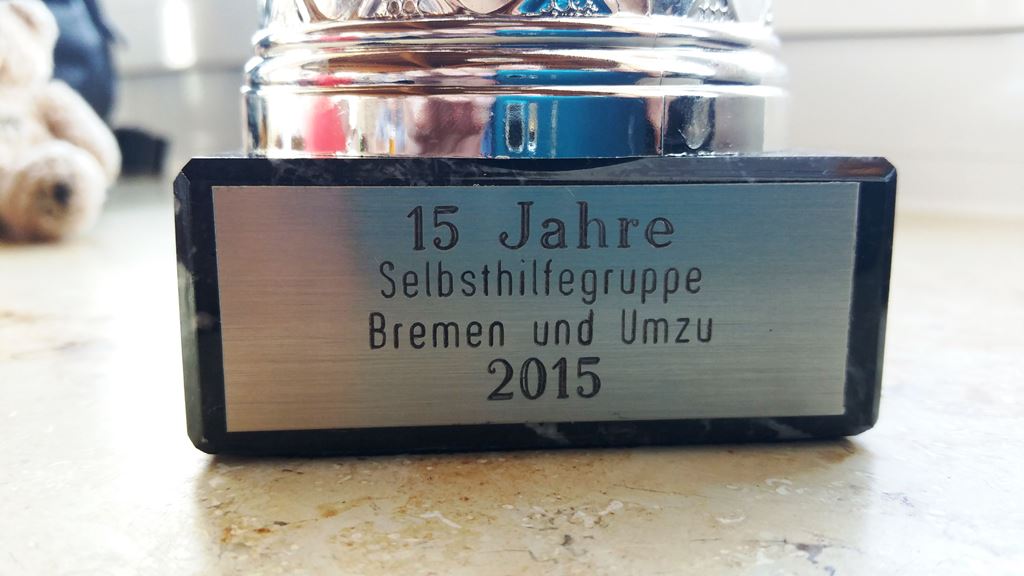 15 Jahre
Selbsthilfegruppe
Bremen und Umzu
2015